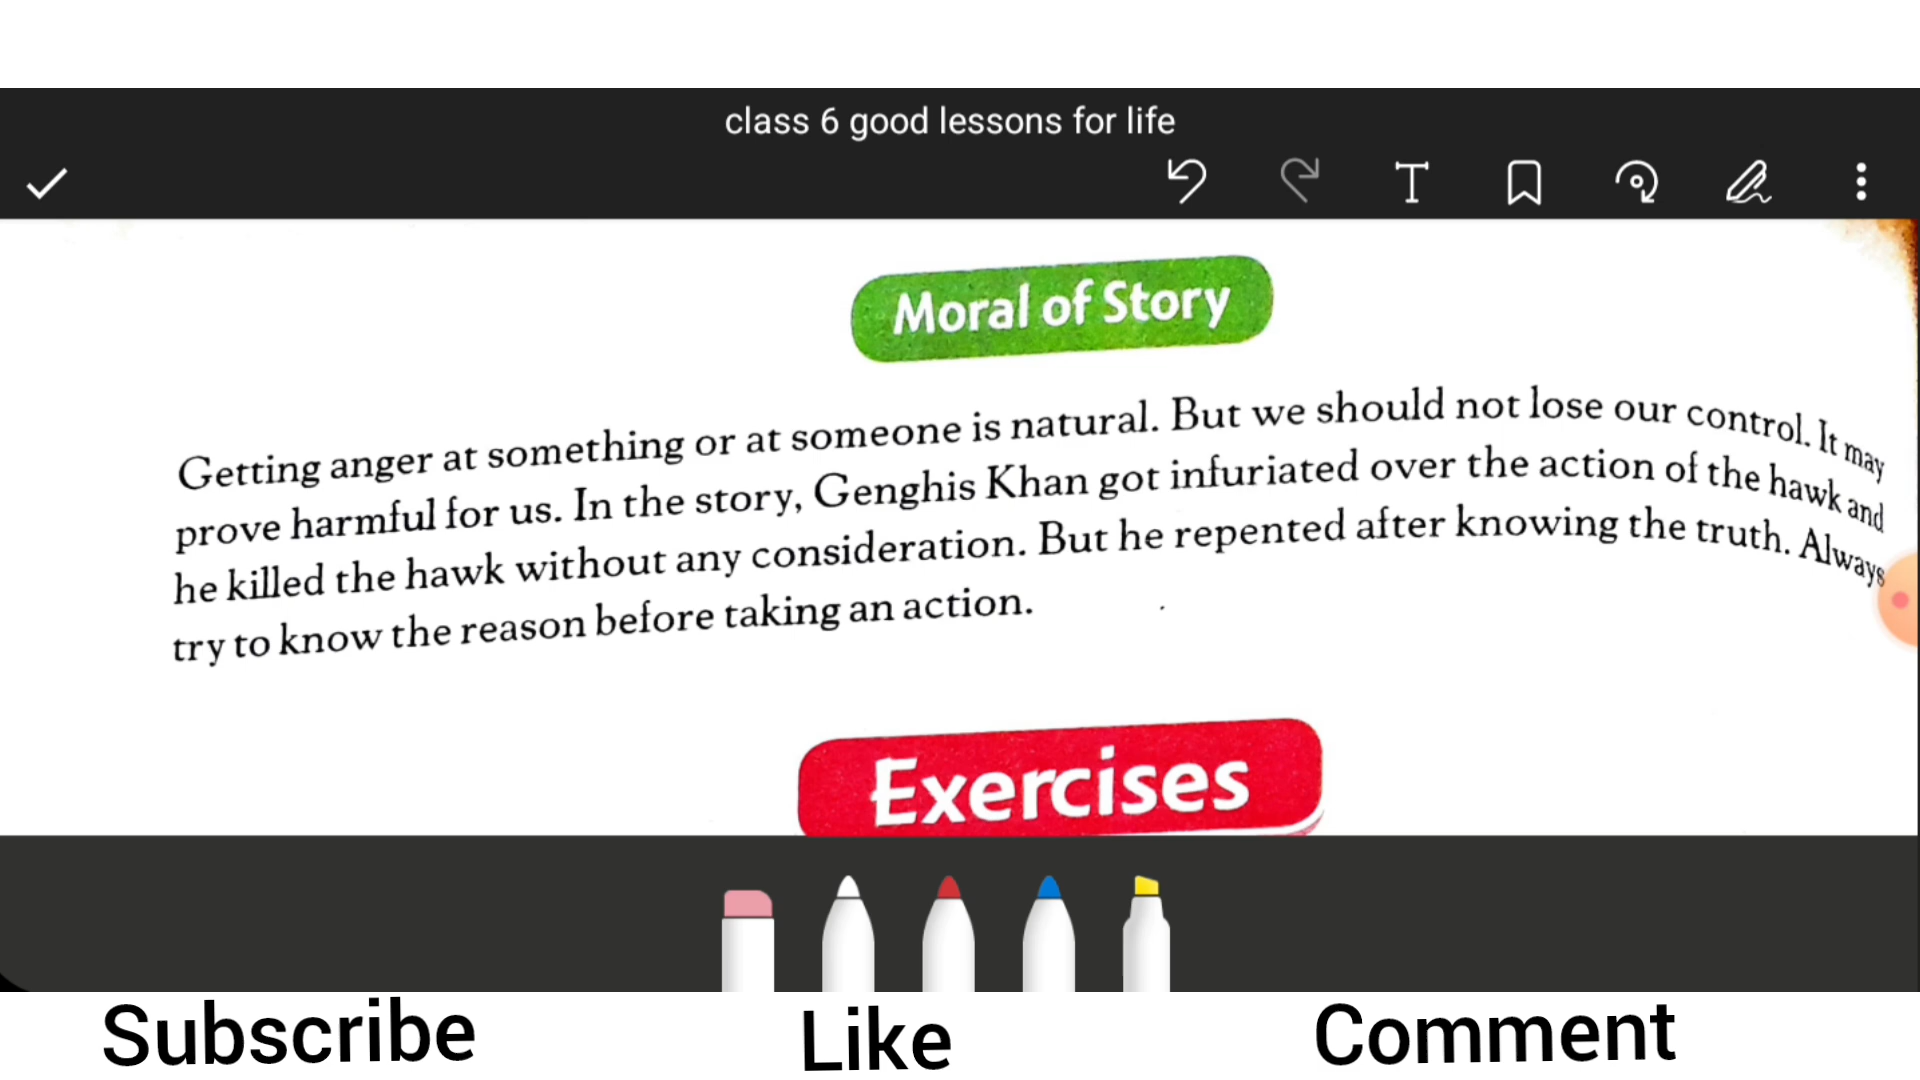 class 6 good lessons for life
Moral of Story
Getting anger at something or at someone is natural. But we should not lose our control. It may
prove harmful for us. In the story, Genghis Khan got infuriated over the action of the hawk and
he killed the hawk without any consideration. But he repented after knowing the truth. Always
try to know the reason before taking an action.
Exercises
Subscribe Like Comment